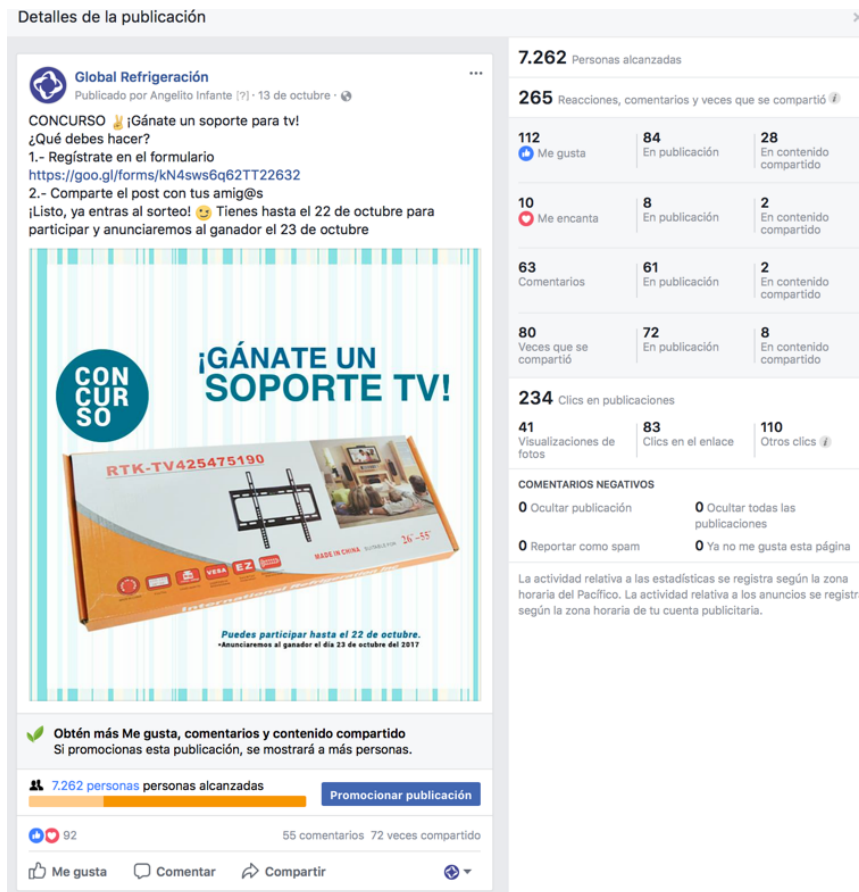 Detalles de la publicación
Global Refrigeración
Publicado por Angelito Infante [?] · 13 de octubre ·
CONCURSO ✌ ¡Gánate un soporte para tv!
¿Qué debes hacer?
1.- Regístrate en el formulario
https://goo.gl/forms/kN4sws6q62TT22632
2.- Comparte el post con tus amig@s
¡Listo, ya entras al sorteo! 😉 Tienes hasta el 22 de octubre para
participar y anunciaremos al ganador el 23 de octubre
CON
CUR
SO
¡GÁNATE UN
SOPORTE TV!
RTK-TV425475190
MADE IN CHINA SUITABLE FOR 26"-55"
VESA EZ
International Refrigeration Inc
Puedes participar hasta el 22 de octubre.
*Anunciaremos al ganador el día 23 de octubre del 2017
Obtén más Me gusta, comentarios y contenido compartido
Si promocionas esta publicación, se mostrará a más personas.
7.262 personas personas alcanzadas
Promocionar publicación
92 55 comentarios 72 veces compartido
Me gusta Comentar Compartir
7.262 Personas alcanzadas
265 Reacciones, comentarios y veces que se compartió
112 84 28
Me gusta En publicación En contenido
compartido
10 8 2
Me encanta En publicación En contenido
compartido
63 61 2
Comentarios En publicación En contenido
compartido
80 72 8
Veces que se En publicación En contenido
compartió compartido
234 Clics en publicaciones
41 83 110
Visualizaciones de Clics en el enlace Otros clics
fotos
COMENTARIOS NEGATIVOS
0 Ocultar publicación 0 Ocultar todas las
publicaciones
0 Reportar como spam 0 Ya no me gusta esta página
La actividad relativa a las estadísticas se registra según la zona
horaria del Pacífico. La actividad relativa a los anuncios se registra
según la zona horaria de tu cuenta publicitaria.